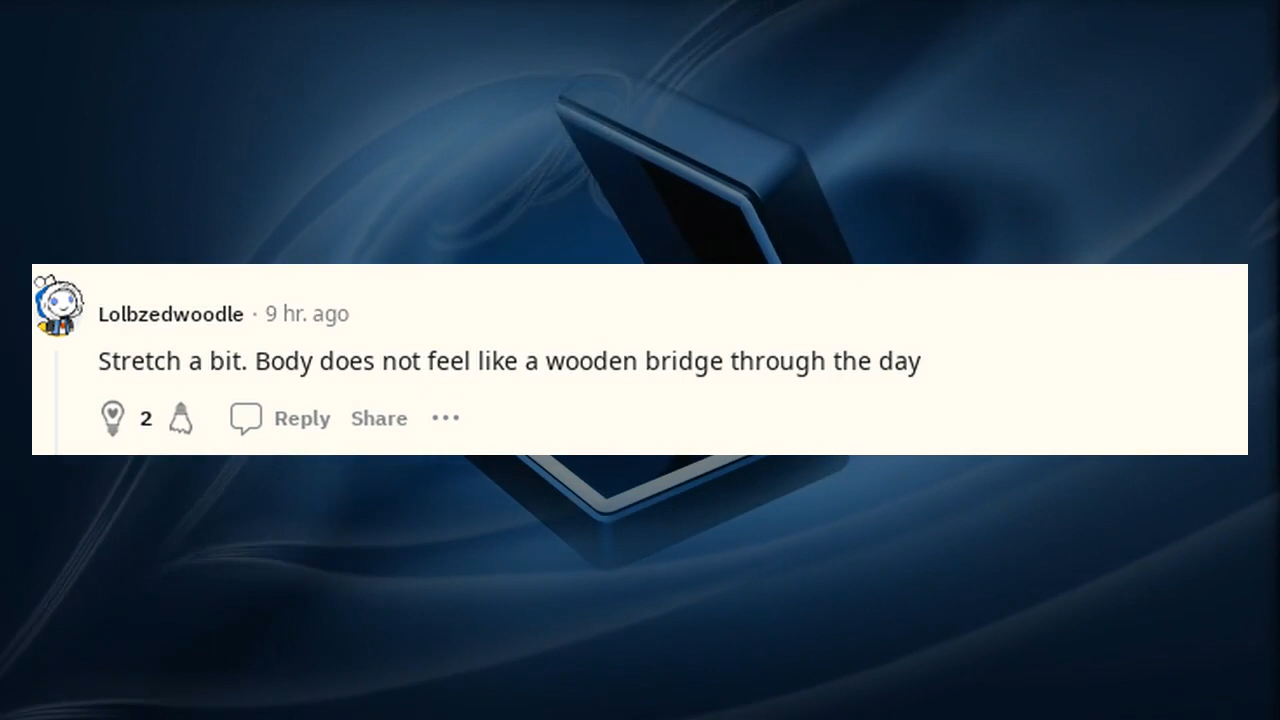 Lolbzedwoodle · 9 hr. ago
Stretch a bit. Body does not feel like a wooden bridge through the day
2 Reply Share ···